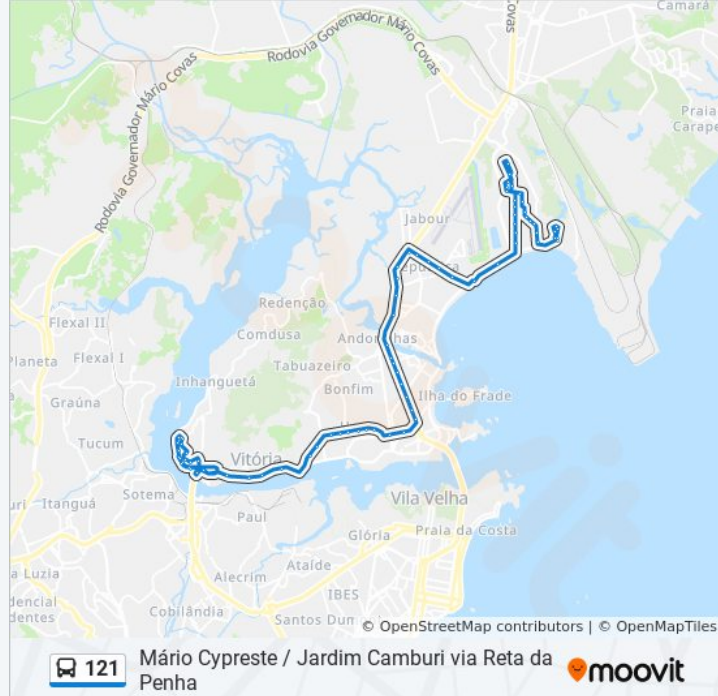 Camará
Rodovia Governador Mário Covas
Covas
Praia
Carape
Rodovia Governador Mário Covas
Jabour
Redenção
Flexal II
Comdusa
Planeta
Flexal I
Tabuazeiro
Inhanguetá
Bonfim
Ilha do Frade
Graúna
Tucum
Vitória
Sotema
Itanguá
Paul
Vila Velha
Glória
Praia da Costa
a Luzia
Ataíde
Alecrim
IBES
dencial
dentes
Cobilândia
Santos Dum
© OpenStreetMap contributors | © OpenMapTiles
121
Mário Cypreste / Jardim Camburi via Reta da
Penha
moovit